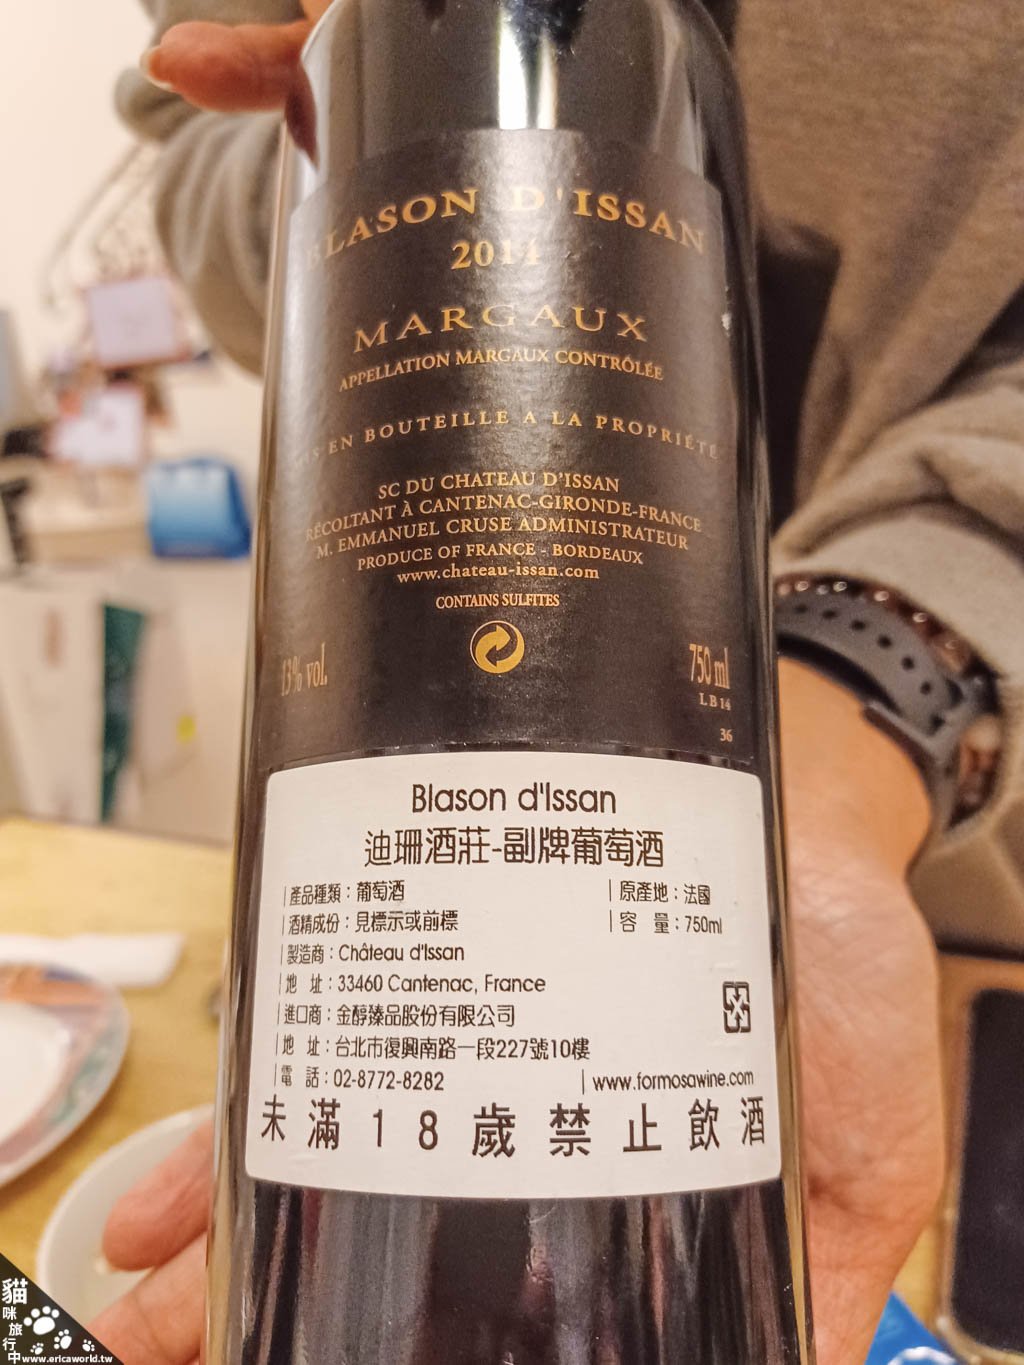 BLASON D'ISSAN
2014
MARGAUX
APPELLATION MARGAUX CONTRÔLÉE
MIS EN BOUTEILLE A LA PROPRIÉTÉ
SC DU CHATEAU D'ISSAN
RÉCOLTANT À CANTENAC-GIRONDE-FRANCE
M. EMMANUEL CRUSE ADMINISTRATEUR
PRODUCE OF FRANCE - BORDEAUX
www.chateau-issan.com
CONTAINS SULFITES
13% vol.
750 ml
L B 14
36
Blason d'Issan
迪珊酒莊-副牌葡萄酒
產品種類：葡萄酒
原產地：法國
酒精成份：見標示或前標
容 量：750ml
製造商：Château d'Issan
地 址：33460 Cantenac, France
進口商：金醇臻品股份有限公司
地 址：台北市復興南路一段227號10樓
電 話：02-8772-8282
www.formosawine.com
未滿18歲禁止飲酒
貓咪旅行中
www.ericaworld.tw